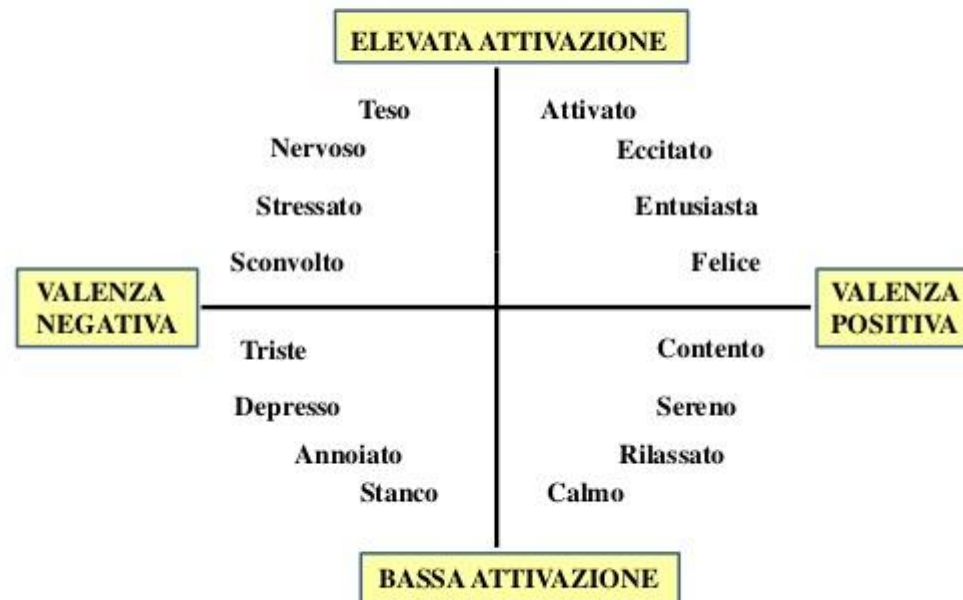 ELEVATA ATTIVAZIONE
Teso
Attivato
Nervoso
Eccitato
Stressato
Entusiasta
Sconvolto
Felice
VALENZA
NEGATIVA
VALENZA
POSITIVA
Triste
Contento
Depresso
Sereno
Annoiato
Rilassato
Stanco
Calmo
BASSA ATTIVAZIONE